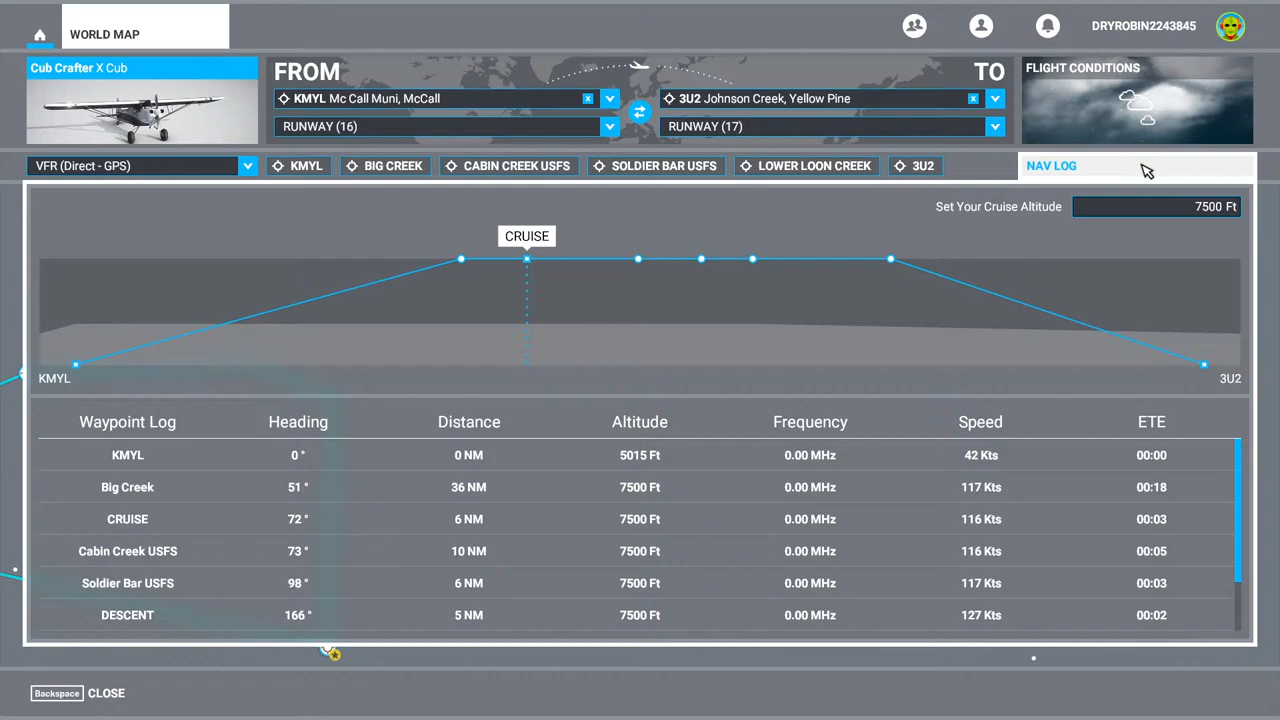 WORLD MAP
DRYROBIN2243845
Cub Crafter X Cub
FROM
TO
FLIGHT CONDITIONS
KMYL Mc Call Muni, McCall
x
3U2 Johnson Creek, Yellow Pine
x
RUNWAY (16)
RUNWAY (17)
VFR (Direct - GPS)
KMYL
BIG CREEK
CABIN CREEK USFS
SOLDIER BAR USFS
LOWER LOON CREEK
3U2
NAV LOG
Set Your Cruise Altitude 7500 Ft
CRUISE
KMYL
3U2
Waypoint Log Heading Distance Altitude Frequency Speed ETE
KMYL 0 ° 0 NM 5015 Ft 0.00 MHz 42 Kts 00:00
Big Creek 51 ° 36 NM 7500 Ft 0.00 MHz 117 Kts 00:18
CRUISE 72 ° 6 NM 7500 Ft 0.00 MHz 116 Kts 00:03
Cabin Creek USFS 73 ° 10 NM 7500 Ft 0.00 MHz 116 Kts 00:05
Soldier Bar USFS 98 ° 6 NM 7500 Ft 0.00 MHz 117 Kts 00:03
DESCENT 166 ° 5 NM 7500 Ft 0.00 MHz 127 Kts 00:02
Backspace CLOSE